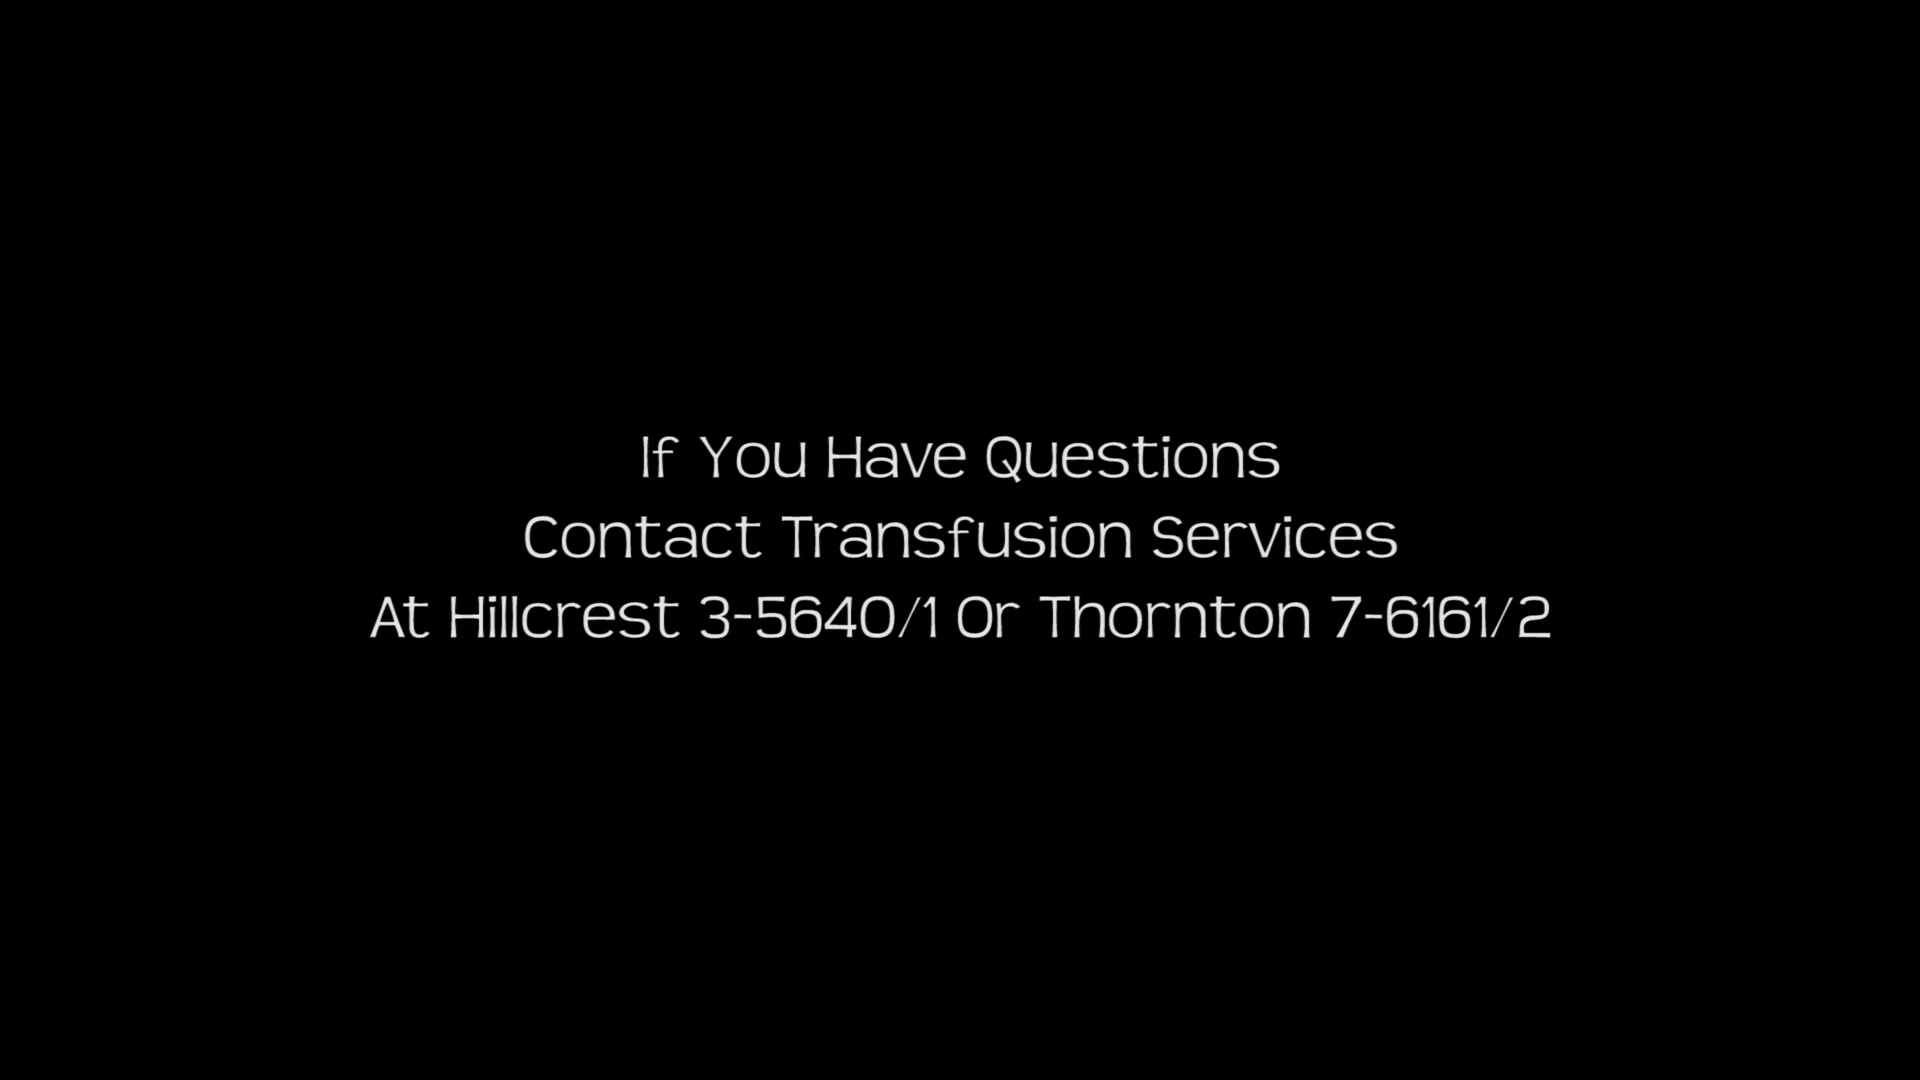 If You Have Questions
Contact Transfusion Services
At Hillcrest 3-5640/1 Or Thornton 7-6161/2